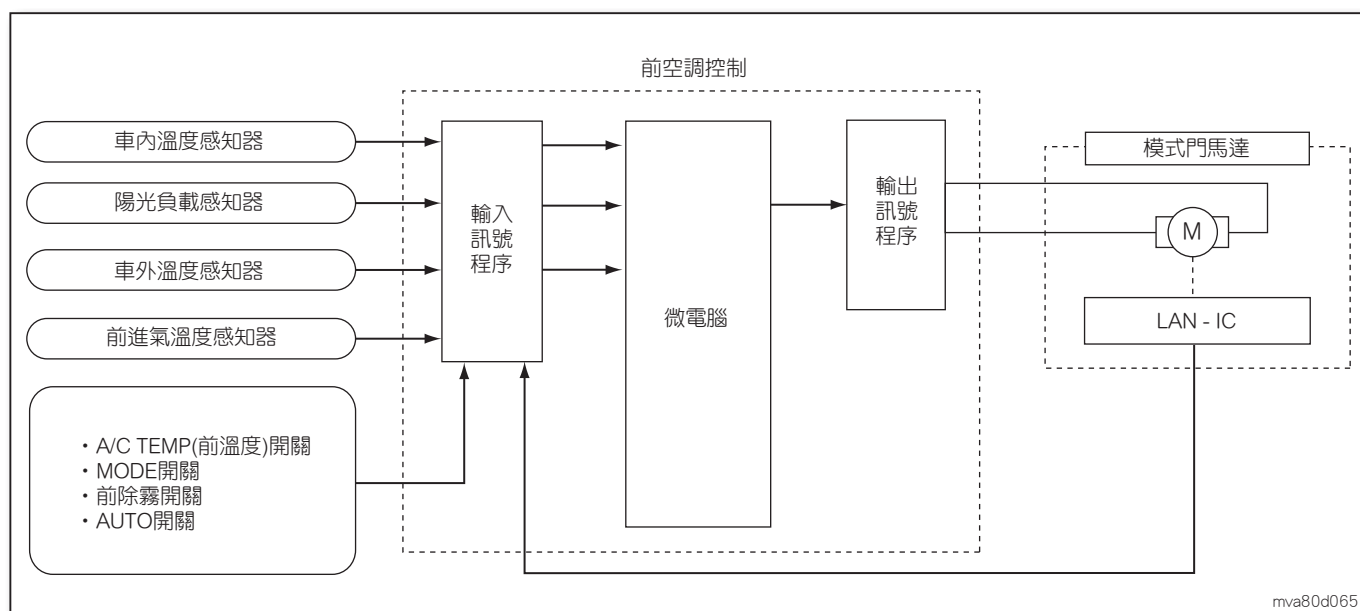 前空調控制
車內溫度感知器
陽光負載感知器
車外溫度感知器
前進氣溫度感知器
・A/C TEMP(前溫度)開關
・MODE開關
・前除霧開關
・AUTO開關
輸入
訊號
程序
微電腦
輸出
訊號
程序
模式門馬達
M
LAN - IC
mva80d065